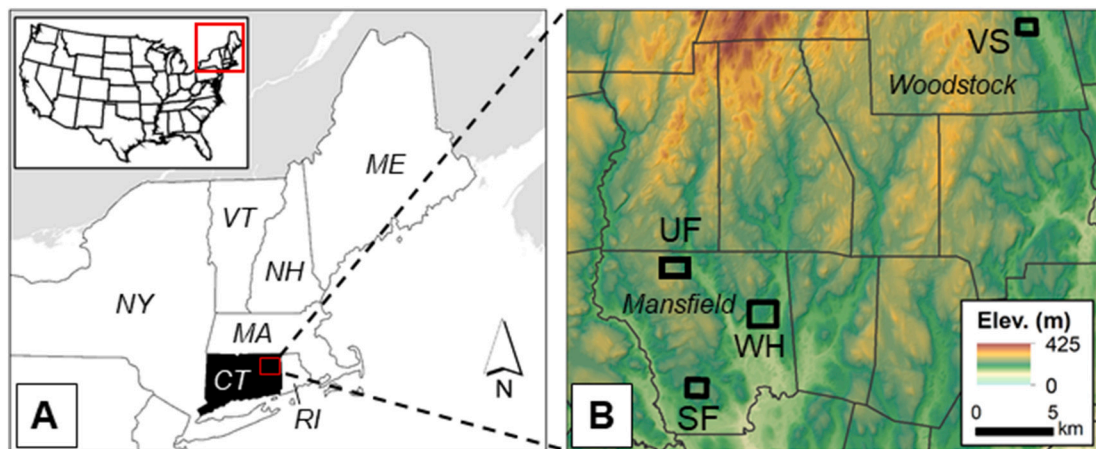 ME
VT
NH
NY
MA
CT
RI
N
A
VS
Woodstock
UF
Mansfield
WH
SF
Elev. (m)
425
0
0 5
km
B